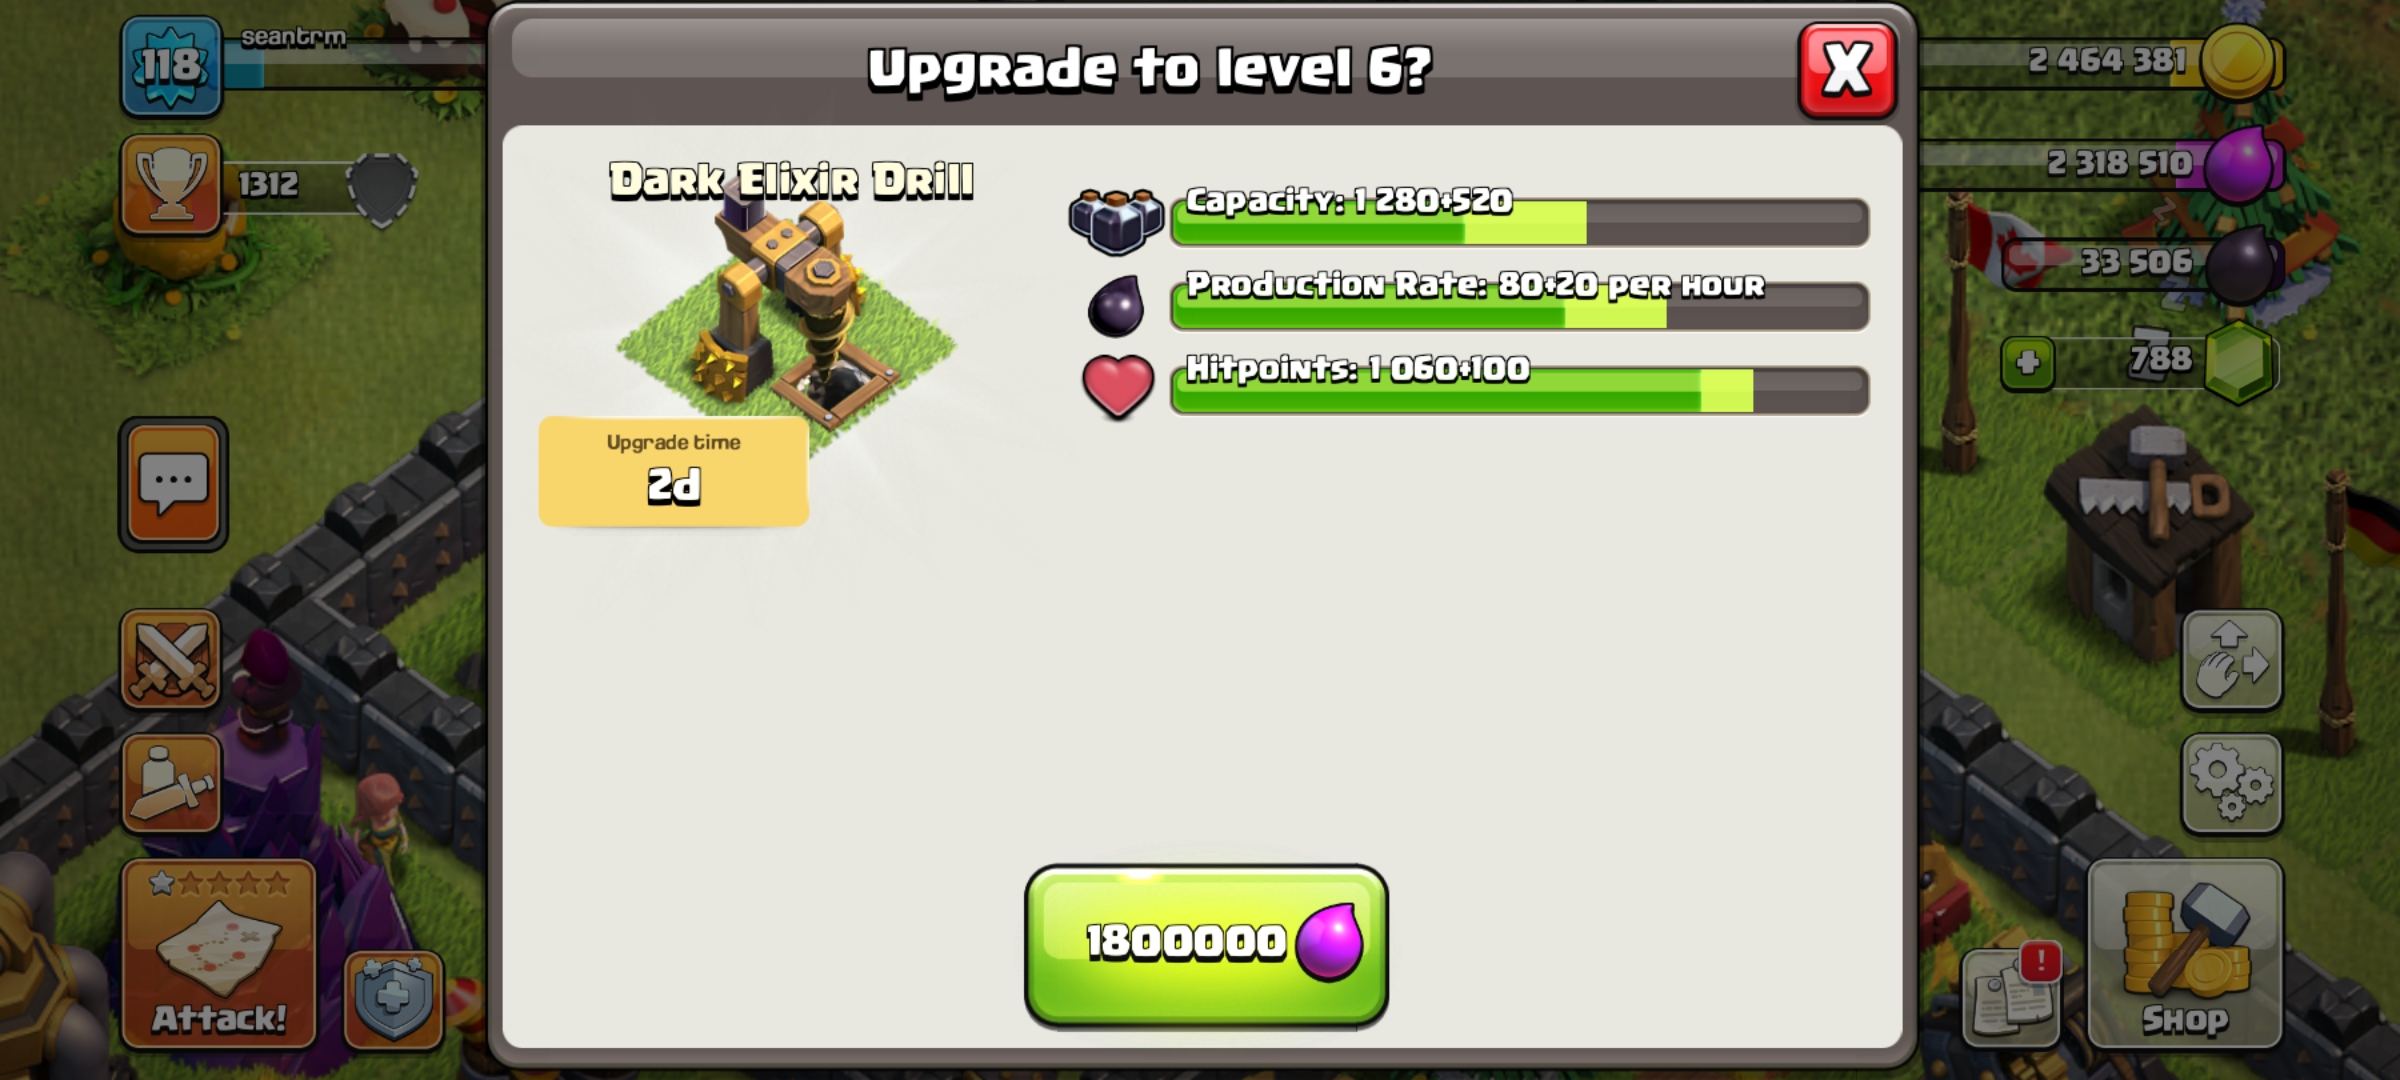 118
seantrm
Upgrade to level 6?
X
2 464 381
1312
Dark Elixir Drill
Capacity: 1 280+520
2 318 510
Production Rate: 80+20 per hour
33 506
Hitpoints: 1 060+100
788
Upgrade time
2d
1800000
!
Attack!
Shop